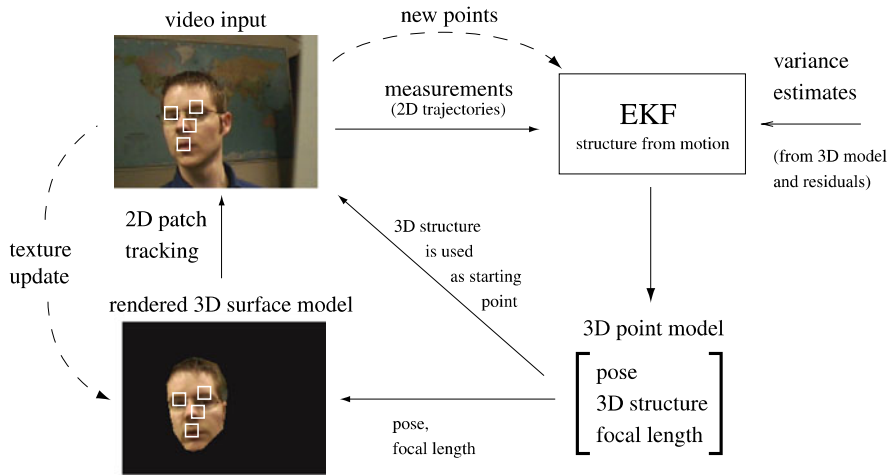 video input
new points
measurements
(2D trajectories)
EKF
structure from motion
variance
estimates
(from 3D model
and residuals)
2D patch
tracking
texture
update
3D structure
is used
as starting
point
rendered 3D surface model
3D point model
pose
3D structure
focal length
pose,
focal length